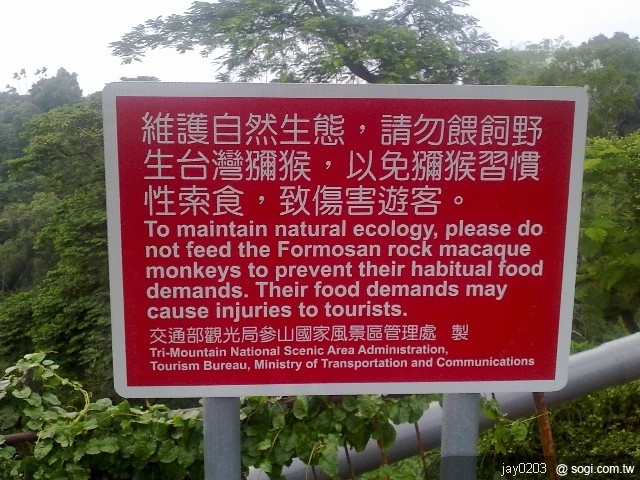 維護自然生態，請勿餵飼野
生台灣獼猴，以免獼猴習慣
性索食，致傷害遊客。
To maintain natural ecology, please do
not feed the Formosan rock macaque
monkeys to prevent their habitual food
demands. Their food demands may
cause injuries to tourists.
交通部觀光局參山國家風景區管理處 製
Tri-Mountain National Scenic Area Administration,
Tourism Bureau, Ministry of Transportation and Communications
jay0203 @ sogi.com.tw